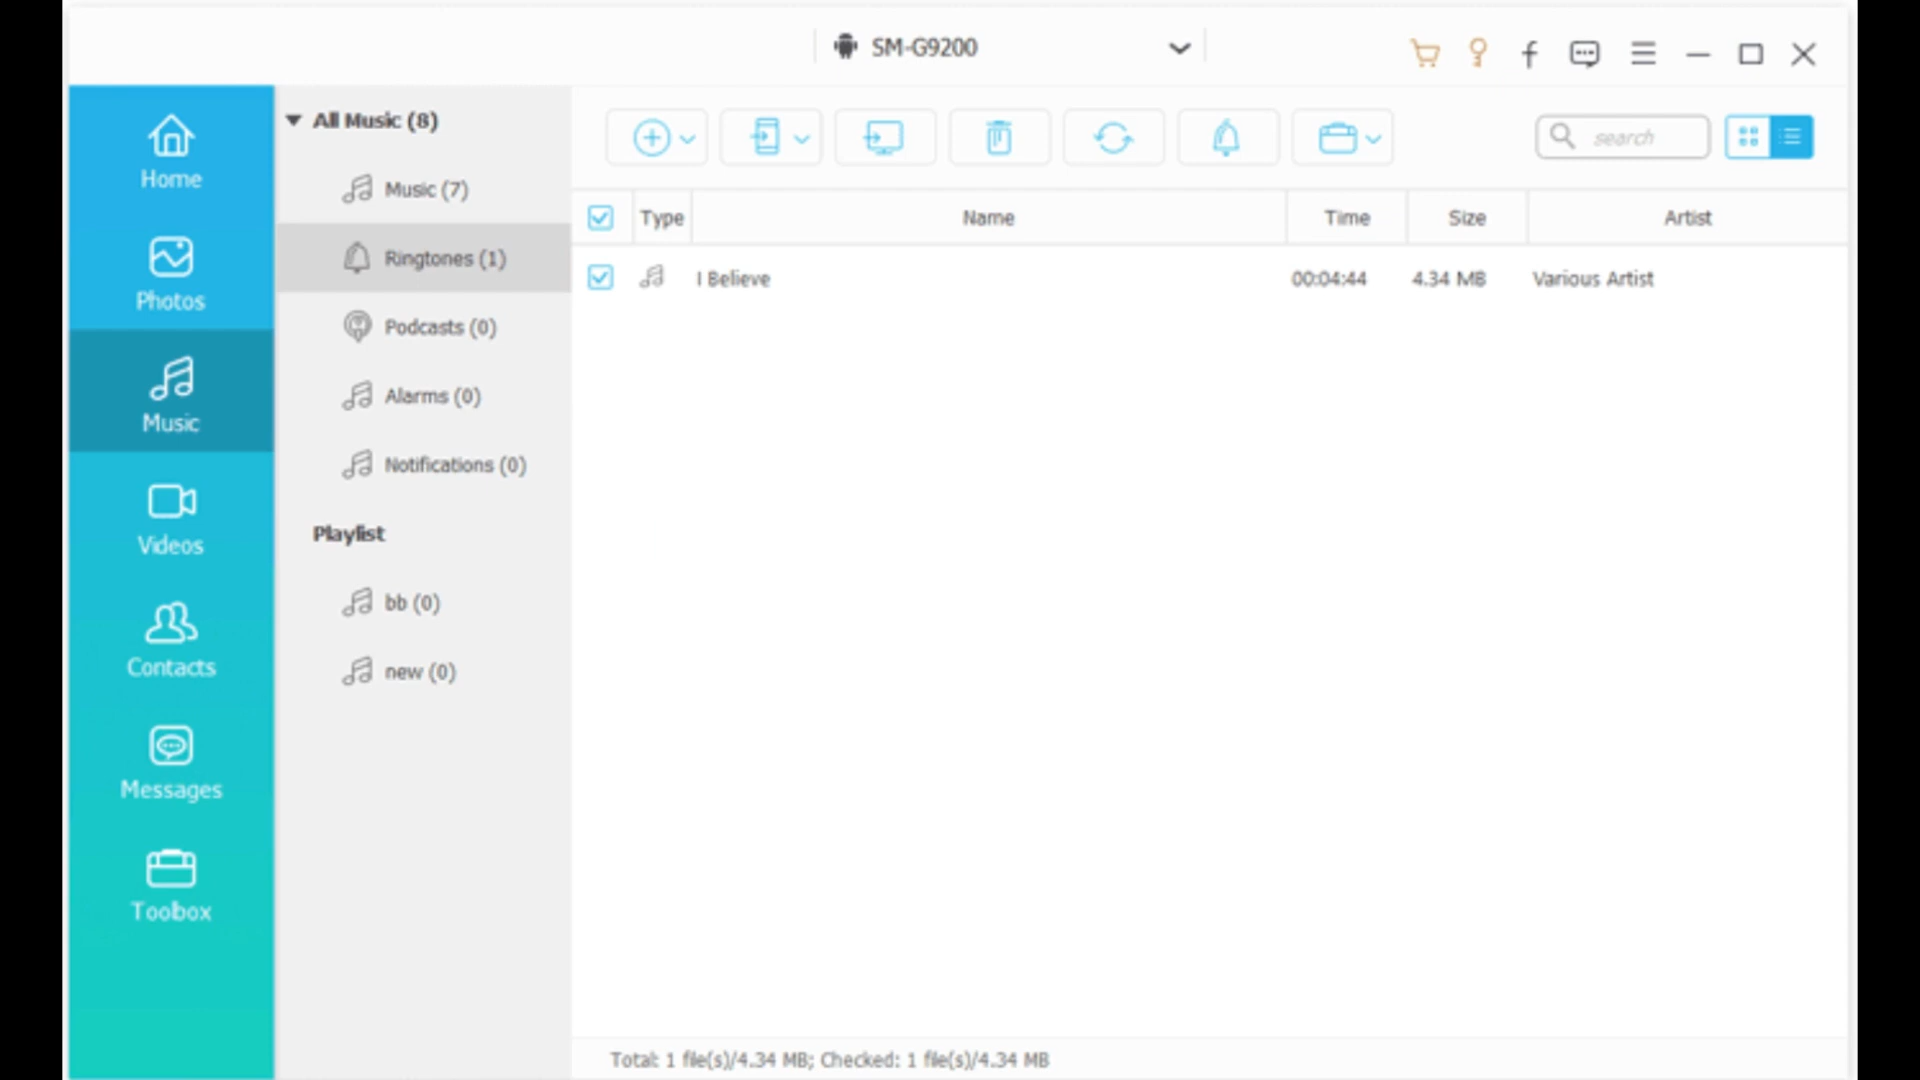 SM-G9200
Home
Photos
Music
Videos
Contacts
Messages
Toolbox
All Music (8)
Music (7)
Ringtones (1)
Podcasts (0)
Alarms (0)
Notifications (0)
Playlist
bb (0)
new (0)
search
Type Name Time Size Artist
I Believe 00:04:44 4.34 MB Various Artist
Total: 1 file(s)/4.34 MB; Checked: 1 file(s)/4.34 MB